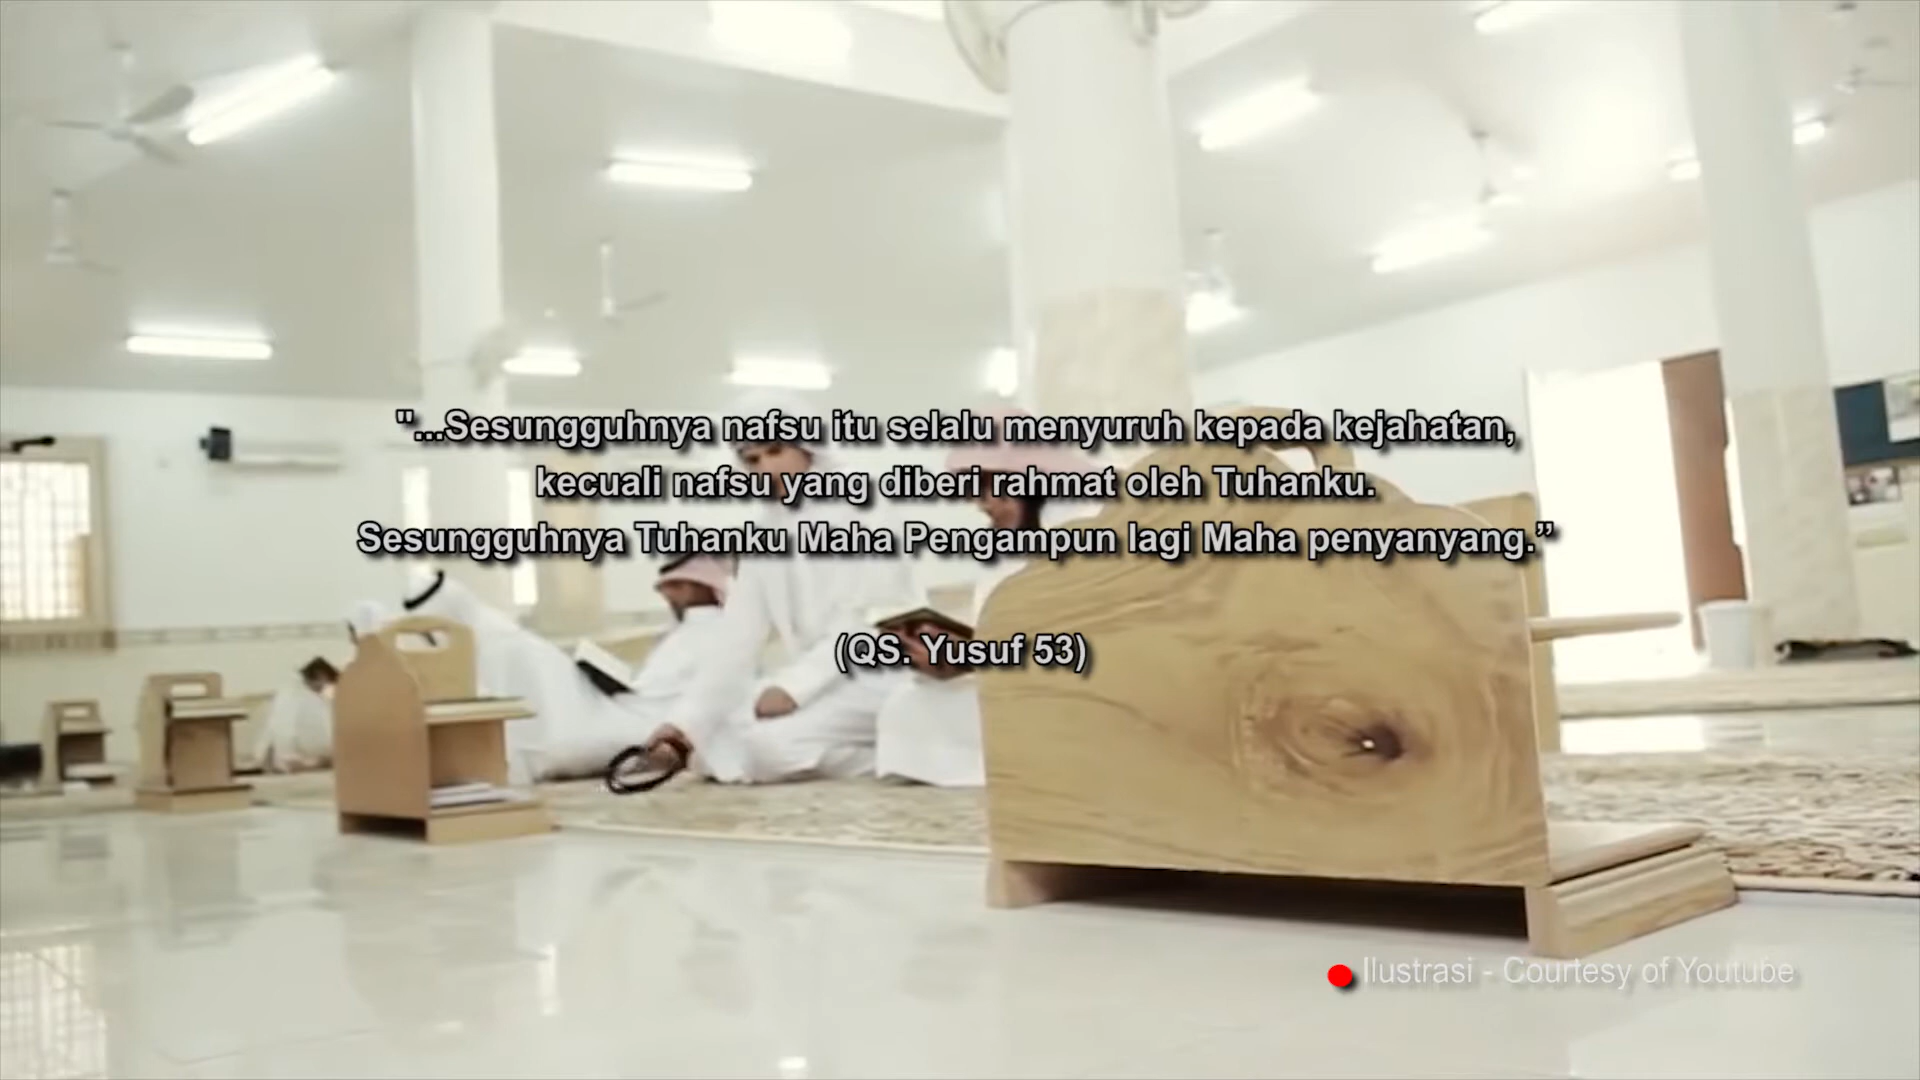 "...Sesungguhnya nafsu itu selalu menyuruh kepada kejahatan,
kecuali nafsu yang diberi rahmat oleh Tuhanku.
Sesungguhnya Tuhanku Maha Pengampun lagi Maha penyanyang.”
(QS. Yusuf 53)
Ilustrasi - Courtesy of Youtube